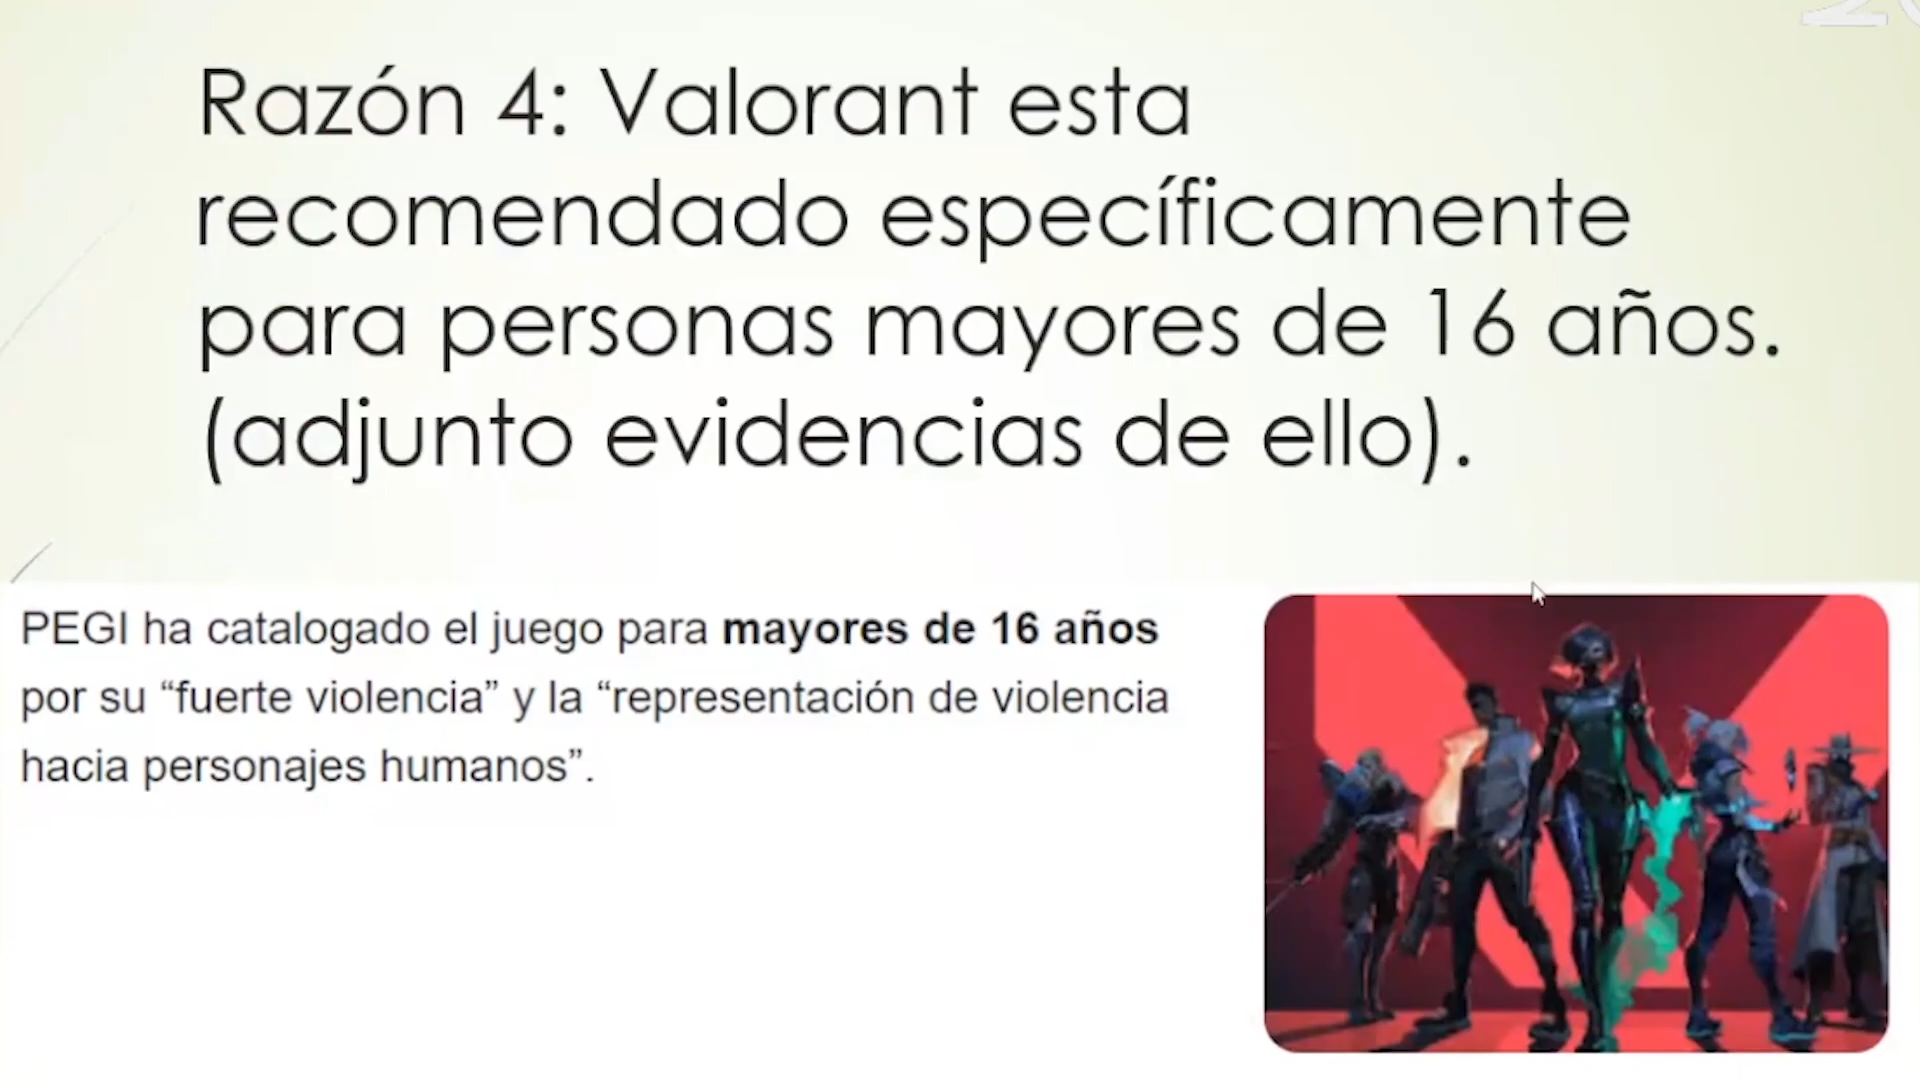 Razón 4: Valorant esta
recomendado específicamente
para personas mayores de 16 años.
(adjunto evidencias de ello).
PEGI ha catalogado el juego para mayores de 16 años
por su “fuerte violencia” y la “representación de violencia
hacia personajes humanos”.